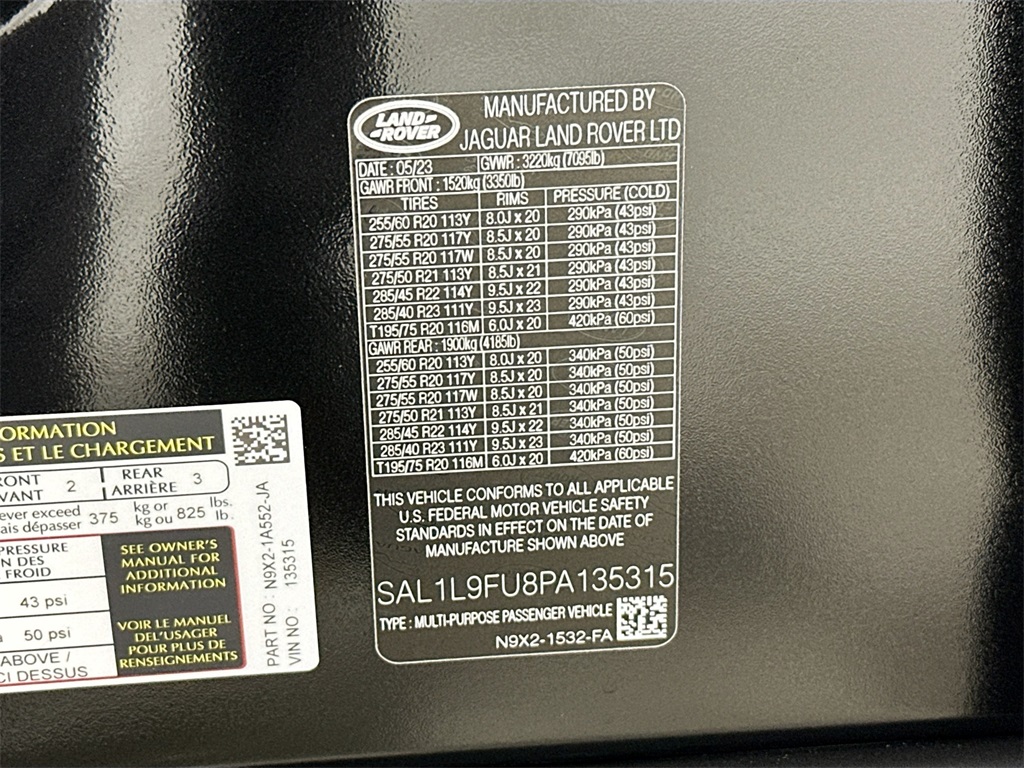 LAND ROVER
MANUFACTURED BY
JAGUAR LAND ROVER LTD
DATE : 05/23 GVWR : 3220kg (7095lb)
GAWR FRONT : 1520kg (3350lb)
TIRES RIMS PRESSURE (COLD)
255/60 R20 113Y 8.0J x 20 290kPa (43psi)
275/55 R20 117Y 8.5J x 20 290kPa (43psi)
275/55 R20 117W 8.5J x 20 290kPa (43psi)
275/50 R21 113Y 8.5J x 21 290kPa (43psi)
285/45 R22 114Y 9.5J x 22 290kPa (43psi)
285/40 R23 111Y 9.5J x 23 290kPa (43psi)
T195/75 R20 116M 6.0J x 20 420kPa (60psi)
GAWR REAR : 1900kg (4185lb)
255/60 R20 113Y 8.0J x 20 340kPa (50psi)
275/55 R20 117Y 8.5J x 20 340kPa (50psi)
275/55 R20 117W 8.5J x 20 340kPa (50psi)
275/50 R21 113Y 8.5J x 21 340kPa (50psi)
285/45 R22 114Y 9.5J x 22 340kPa (50psi)
285/40 R23 111Y 9.5J x 23 340kPa (50psi)
T195/75 R20 116M 6.0J x 20 420kPa (60psi)
THIS VEHICLE CONFORMS TO ALL APPLICABLE
U.S. FEDERAL MOTOR VEHICLE SAFETY
STANDARDS IN EFFECT ON THE DATE OF
MANUFACTURE SHOWN ABOVE
SAL1L9FU8PA135315
TYPE : MULTI-PURPOSE PASSENGER VEHICLE
N9X2-1532-FA
ORMATION
S ET LE CHARGEMENT
RONT 2 REAR 3
VANT ARRIÈRE
ever exceed 375 kg or 825 lbs.
ais dépasser kg ou lb.
PRESSURE
N DES
FROID
43 psi
50 psi
ABOVE /
CI DESSUS
SEE OWNER'S
MANUAL FOR
ADDITIONAL
INFORMATION
VOIR LE MANUEL
DEL'USAGER
POUR PLUS DE
RENSEIGNEMENTS
PART NO : N9X2-1A552-JA
VIN NO : 135315